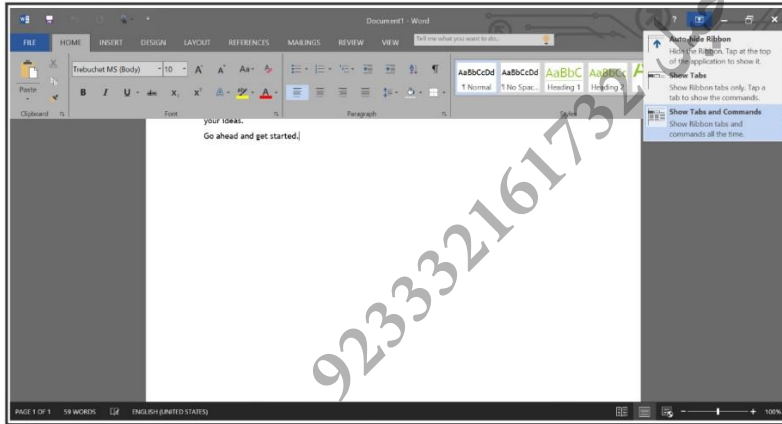 Document1 - Word
FILE HOME INSERT DESIGN LAYOUT REFERENCES MAILINGS REVIEW VIEW Tell me what you want to do...
Paste
Trebuchet MS (Body) 10
Clipboard Font Paragraph Styles
AaBbCcDd AaBbCcDd AaBbC AaBbCc
¶ Normal ¶ No Spac... Heading 1 Heading 2
Auto-hide Ribbon
Hide the Ribbon. Tap at the top
of the application to show it.
Show Tabs
Show Ribbon tabs only. Tap a
tab to show the commands.
Show Tabs and Commands
Show Ribbon tabs and
commands all the time.
your ideas.
Go ahead and get started.
923332161732
PAGE 1 OF 1 59 WORDS ENGLISH (UNITED STATES) 100%